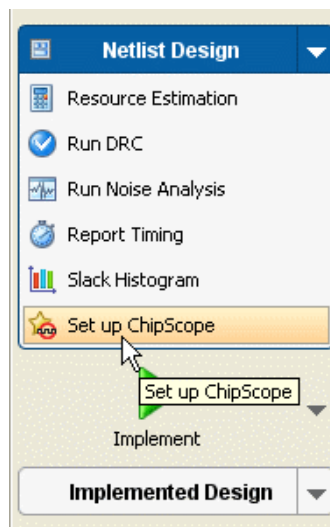 Netlist Design
Resource Estimation
Run DRC
Run Noise Analysis
Report Timing
Slack Histogram
Set up ChipScope
Set up ChipScope
Implement
Implemented Design